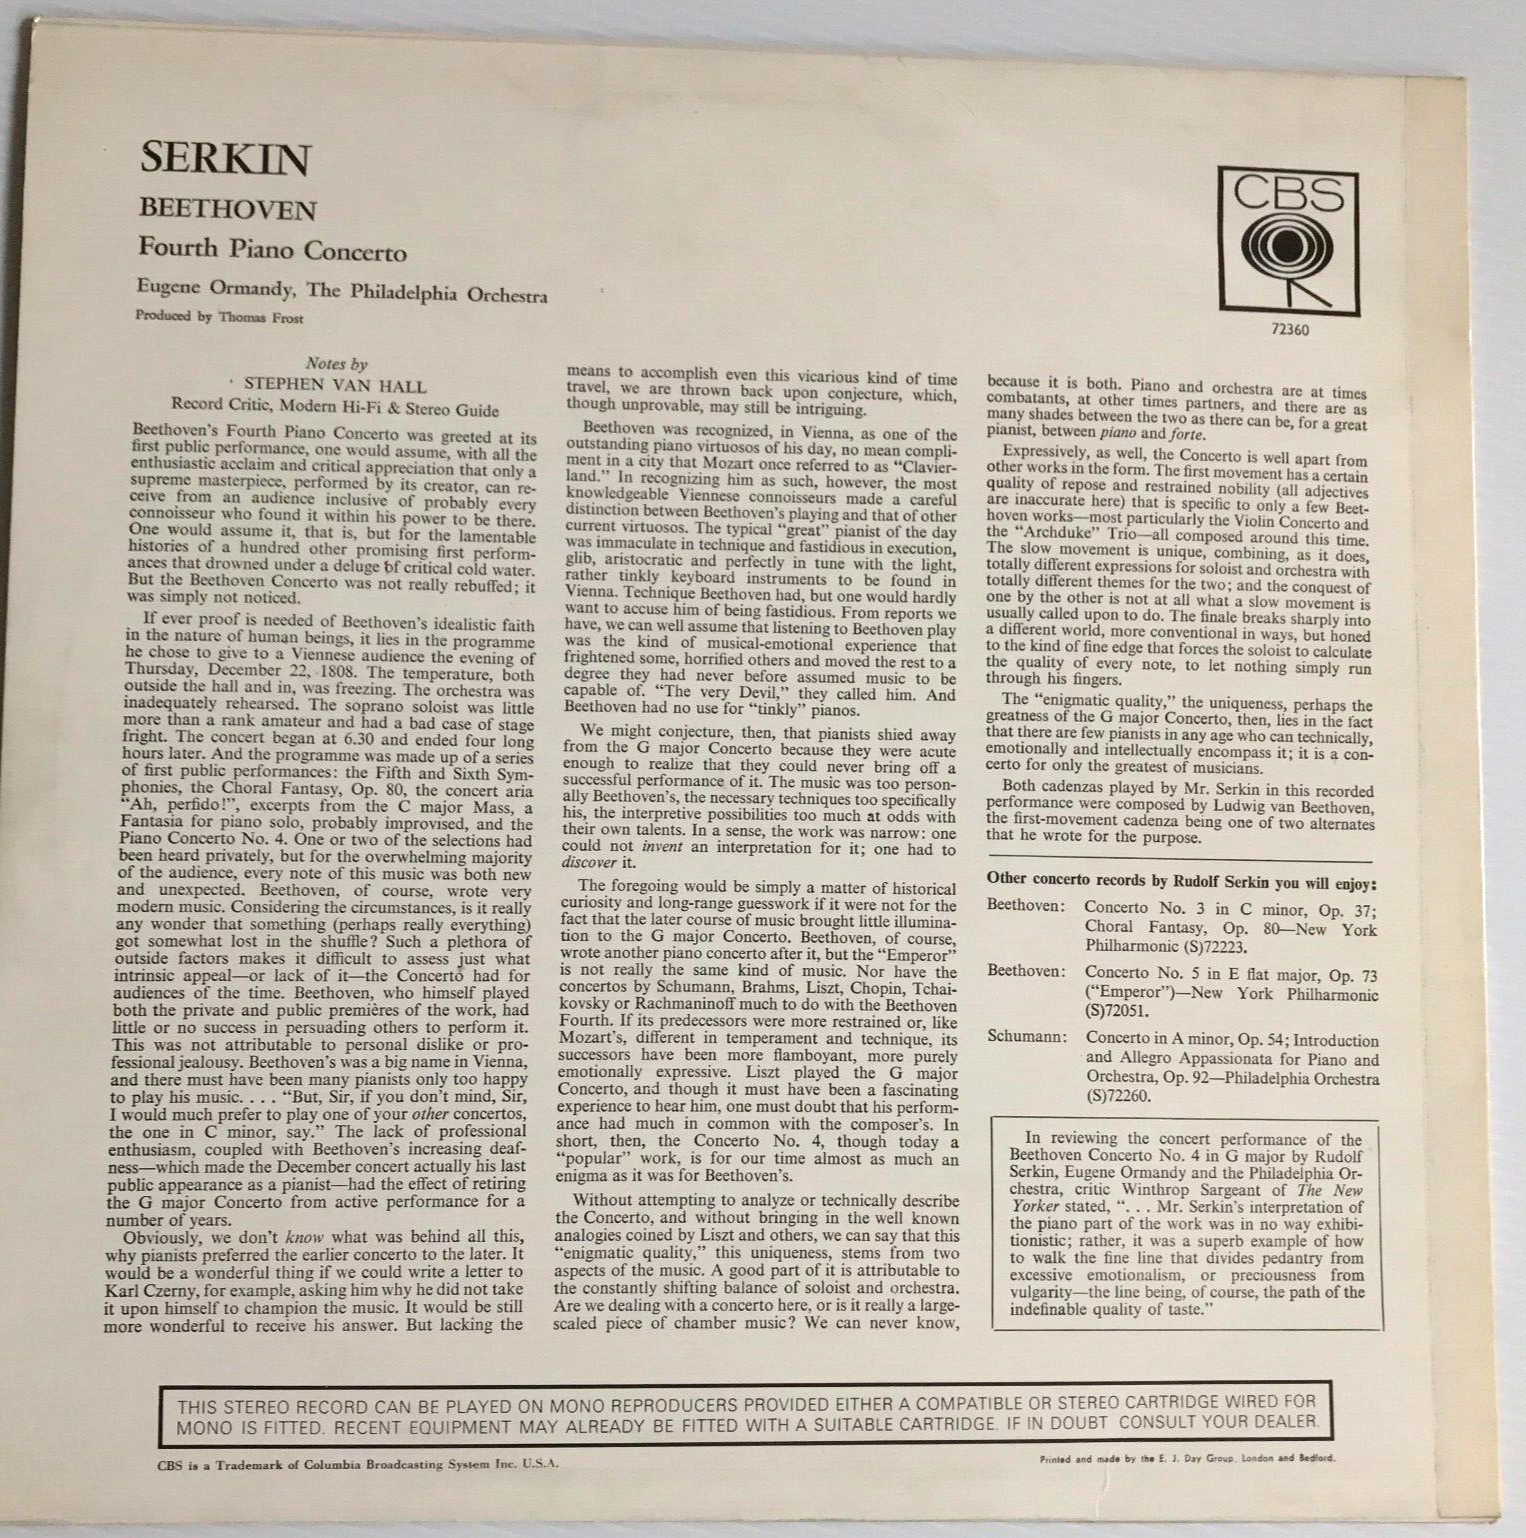 SERKIN
BEETHOVEN
Fourth Piano Concerto
Eugene Ormandy, The Philadelphia Orchestra
Produced by Thomas Frost
CBS
72360
Notes by
STEPHEN VAN HALL
Record Critic, Modern Hi-Fi & Stereo Guide
Beethoven's Fourth Piano Concerto was greeted at its
first public performance, one would assume, with all the
enthusiastic acclaim and critical appreciation that only a
supreme masterpiece, performed by its creator, can re-
ceive from an audience inclusive of probably every
connoisseur who found it within his power to be there.
One would assume it, that is, but for the lamentable
histories of a hundred other promising first perform-
ances that drowned under a deluge of critical cold water.
But the Beethoven Concerto was not really rebuffed; it
was simply not noticed.
If ever proof is needed of Beethoven's idealistic faith
in the nature of human beings, it lies in the programme
he chose to give to a Viennese audience the evening of
Thursday, December 22, 1808. The temperature, both
outside the hall and in, was freezing. The orchestra was
inadequately rehearsed. The soprano soloist was little
more than a rank amateur and had a bad case of stage
fright. The concert began at 6.30 and ended four long
hours later. And the programme was made up of a series
of first public performances: the Fifth and Sixth Sym-
phonies, the Choral Fantasy, Op. 80, the concert aria
"Ah, perfido!", excerpts from the C major Mass, a
Fantasia for piano solo, probably improvised, and the
Piano Concerto No. 4. One or two of the selections had
been heard privately, but for the overwhelming majority
of the audience, every note of this music was both new
and unexpected. Beethoven, of course, wrote very
modern music. Considering the circumstances, is it really
any wonder that something (perhaps really everything)
got somewhat lost in the shuffle? Such a plethora of
outside factors makes it difficult to assess just what
intrinsic appeal—or lack of it—the Concerto had for
audiences of the time. Beethoven, who himself played
both the private and public premières of the work, had
little or no success in persuading others to perform it.
This was not attributable to personal dislike or pro-
fessional jealousy. Beethoven's was a big name in Vienna,
and there must have been many pianists only too happy
to play his music. . . . "But, Sir, if you don't mind, Sir,
I would much prefer to play one of your other concertos,
the one in C minor, say." The lack of professional
enthusiasm, coupled with Beethoven's increasing deaf-
ness—which made the December concert actually his last
public appearance as a pianist—had the effect of retiring
the G major Concerto from active performance for a
number of years.
Obviously, we don't know what was behind all this,
why pianists preferred the earlier concerto to the later. It
would be a wonderful thing if we could write a letter to
Karl Czerny, for example, asking him why he did not take
it upon himself to champion the music. It would be still
more wonderful to receive his answer. But lacking the
means to accomplish even this vicarious kind of time
travel, we are thrown back upon conjecture, which,
though unprovable, may still be intriguing.
Beethoven was recognized, in Vienna, as one of the
outstanding piano virtuosos of his day, no mean compli-
ment in a city that Mozart once referred to as "Clavier-
land." In recognizing him as such, however, the most
knowledgeable Viennese connoisseurs made a careful
distinction between Beethoven's playing and that of other
current virtuosos. The typical "great" pianist of the day
was immaculate in technique and fastidious in execution,
glib, aristocratic and perfectly in tune with the light,
rather tinkly keyboard instruments to be found in
Vienna. Technique Beethoven had, but one would hardly
want to accuse him of being fastidious. From reports we
have, we can well assume that listening to Beethoven play
was the kind of musical-emotional experience that
frightened some, horrified others and moved the rest to a
degree they had never before assumed music to be
capable of. "The very Devil," they called him. And
Beethoven had no use for "tinkly" pianos.
We might conjecture, then, that pianists shied away
from the G major Concerto because they were acute
enough to realize that they could never bring off a
successful performance of it. The music was too person-
ally Beethoven's, the necessary techniques too specifically
his, the interpretive possibilities too much at odds with
their own talents. In a sense, the work was narrow: one
could not invent an interpretation for it; one had to
discover it.
The foregoing would be simply a matter of historical
curiosity and long-range guesswork if it were not for the
fact that the later course of music brought little illumina-
tion to the G major Concerto. Beethoven, of course,
wrote another piano concerto after it, but the "Emperor"
is not really the same kind of music. Nor have the
concertos by Schumann, Brahms, Liszt, Chopin, Tchai-
kovsky or Rachmaninoff much to do with the Beethoven
Fourth. If its predecessors were more restrained or, like
Mozart's, different in temperament and technique, its
successors have been more flamboyant, more purely
emotionally expressive. Liszt played the G major
Concerto, and though it must have been a fascinating
experience to hear him, one must doubt that his perform-
ance had much in common with the composer's. In
short, then, the Concerto No. 4, though today a
"popular" work, is for our time almost as much an
enigma as it was for Beethoven's.
Without attempting to analyze or technically describe
the Concerto, and without bringing in the well known
analogies coined by Liszt and others, we can say that this
"enigmatic quality," this uniqueness, stems from two
aspects of the music. A good part of it is attributable to
the constantly shifting balance of soloist and orchestra.
Are we dealing with a concerto here, or is it really a large-
scaled piece of chamber music? We can never know,
because it is both. Piano and orchestra are at times
combatants, at other times partners, and there are as
many shades between the two as there can be, for a great
pianist, between piano and forte.
Expressively, as well, the Concerto is well apart from
other works in the form. The first movement has a certain
quality of repose and restrained nobility (all adjectives
are inaccurate here) that is specific to only a few Beet-
hoven works—most particularly the Violin Concerto and
the "Archduke" Trio—all composed around this time.
The slow movement is unique, combining, as it does,
totally different expressions for soloist and orchestra with
totally different themes for the two; and the conquest of
one by the other is not at all what a slow movement is
usually called upon to do. The finale breaks sharply into
a different world, more conventional in ways, but honed
to the kind of fine edge that forces the soloist to calculate
the quality of every note, to let nothing simply run
through his fingers.
The "enigmatic quality," the uniqueness, perhaps the
greatness of the G major Concerto, then, lies in the fact
that there are few pianists in any age who can technically,
emotionally and intellectually encompass it; it is a con-
certo for only the greatest of musicians.
Both cadenzas played by Mr. Serkin in this recorded
performance were composed by Ludwig van Beethoven,
the first-movement cadenza being one of two alternates
that he wrote for the purpose.
Other concerto records by Rudolf Serkin you will enjoy:
Beethoven: Concerto No. 3 in C minor, Op. 37;
Choral Fantasy, Op. 80—New York
Philharmonic (S)72223.
Beethoven: Concerto No. 5 in E flat major, Op. 73
("Emperor")—New York Philharmonic
(S)72051.
Schumann: Concerto in A minor, Op. 54; Introduction
and Allegro Appassionata for Piano and
Orchestra, Op. 92—Philadelphia Orchestra
(S)72260.
In reviewing the concert performance of the
Beethoven Concerto No. 4 in G major by Rudolf
Serkin, Eugene Ormandy and the Philadelphia Or-
chestra, critic Winthrop Sargeant of The New
Yorker stated, ". . . Mr. Serkin's interpretation of
the piano part of the work was in no way exhibi-
tionistic; rather, it was a superb example of how
to walk the fine line that divides pedantry from
excessive emotionalism, or preciousness from
vulgarity—the line being, of course, the path of the
indefinable quality of taste."
THIS STEREO RECORD CAN BE PLAYED ON MONO REPRODUCERS PROVIDED EITHER A COMPATIBLE OR STEREO CARTRIDGE WIRED FOR
MONO IS FITTED. RECENT EQUIPMENT MAY ALREADY BE FITTED WITH A SUITABLE CARTRIDGE. IF IN DOUBT CONSULT YOUR DEALER.
CBS is a Trademark of Columbia Broadcasting System Inc. U.S.A.
Printed and made by the E. J. Day Group, London and Bedford.